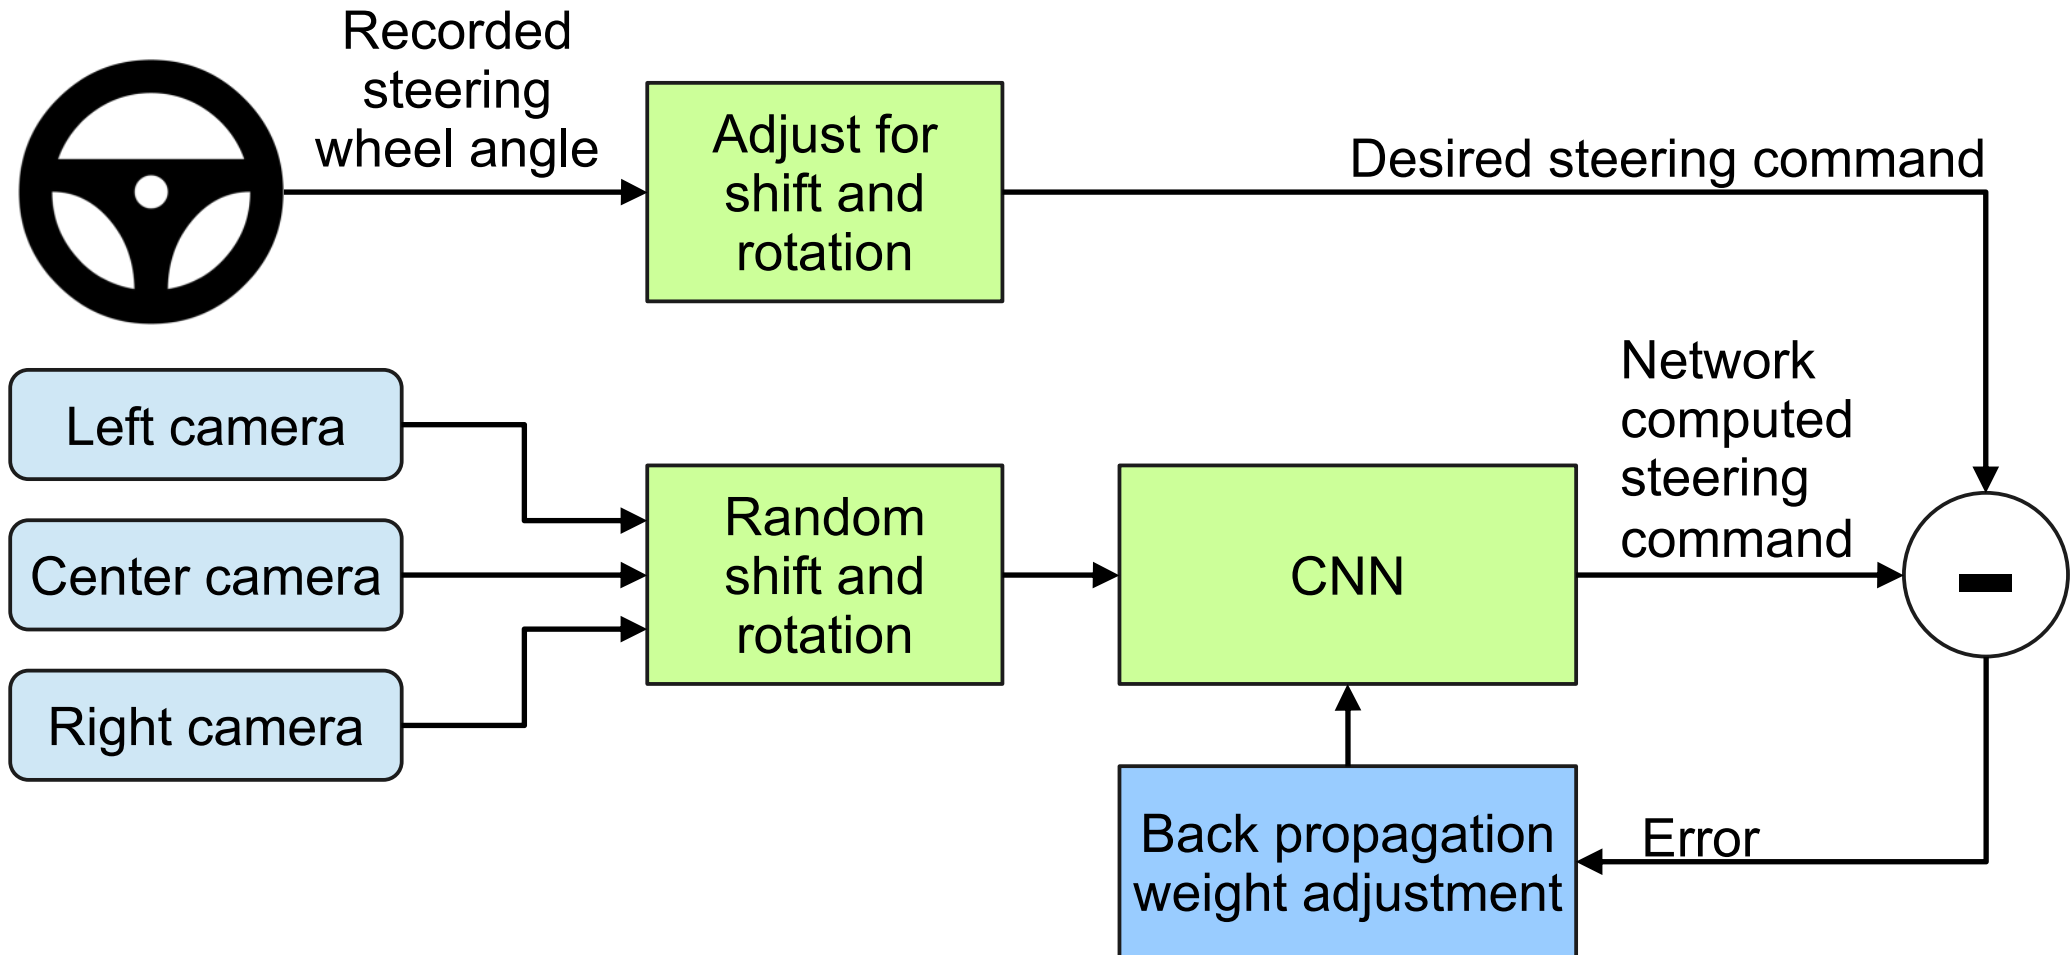 Recorded
steering
wheel angle
Adjust for
shift and
rotation
Desired steering command
Left camera
Center camera
Right camera
Random
shift and
rotation
CNN
Network
computed
steering
command
-
Back propagation
weight adjustment
Error